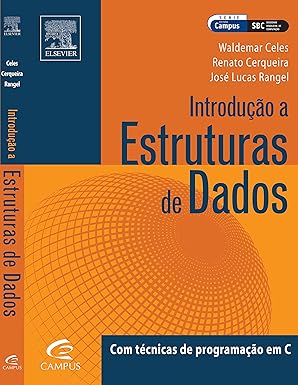 ELSEVIER
Celes
Cerqueira
Rangel
Introdução a
Estruturas de Dados
CAMPUS
ELSEVIER
SÉRIE
Campus
SBC
Waldemar Celes
Renato Cerqueira
José Lucas Rangel
Introdução a
Estruturas
de Dados
Com técnicas de programação em C
CAMPUS